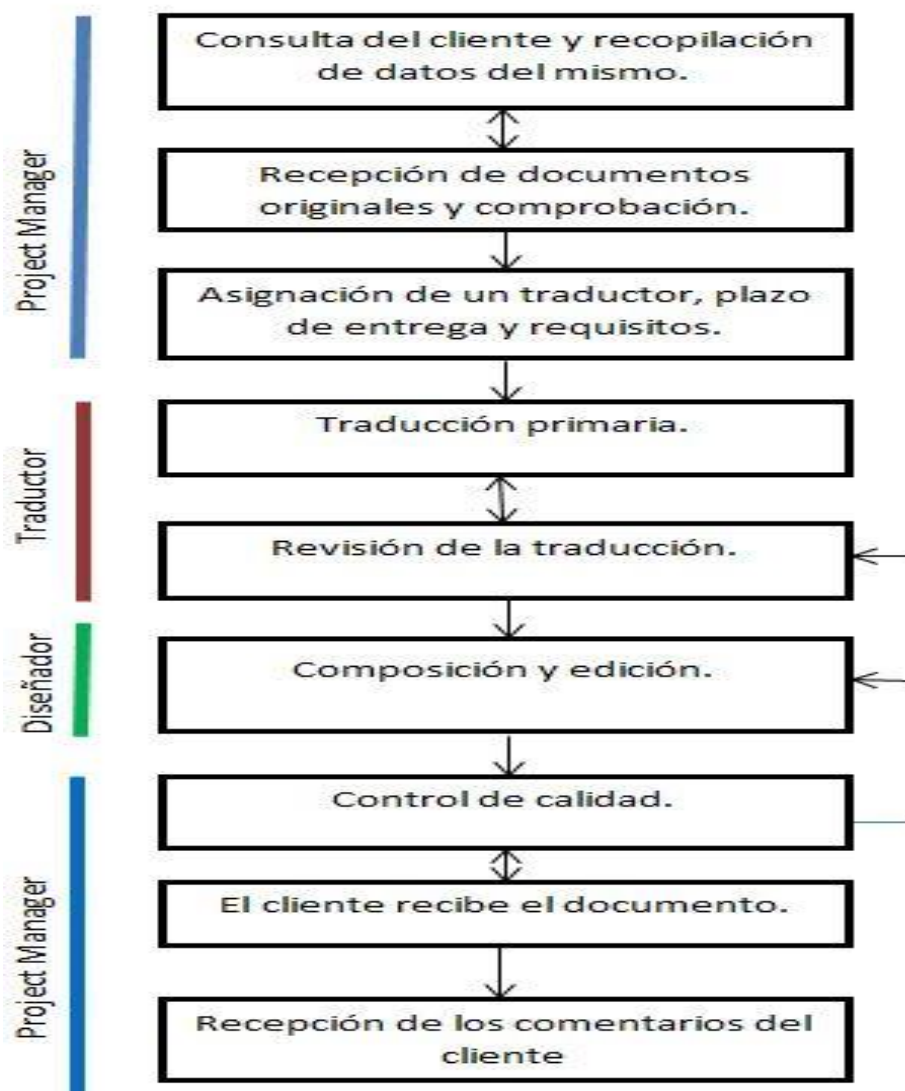 Project Manager
Consulta del cliente y recopilación
de datos del mismo.
Recepción de documentos
originales y comprobación.
Asignación de un traductor, plazo
de entrega y requisitos.
Traductor
Traducción primaria.
Revisión de la traducción.
Diseñador
Composición y edición.
Project Manager
Control de calidad.
El cliente recibe el documento.
Recepción de los comentarios del
cliente